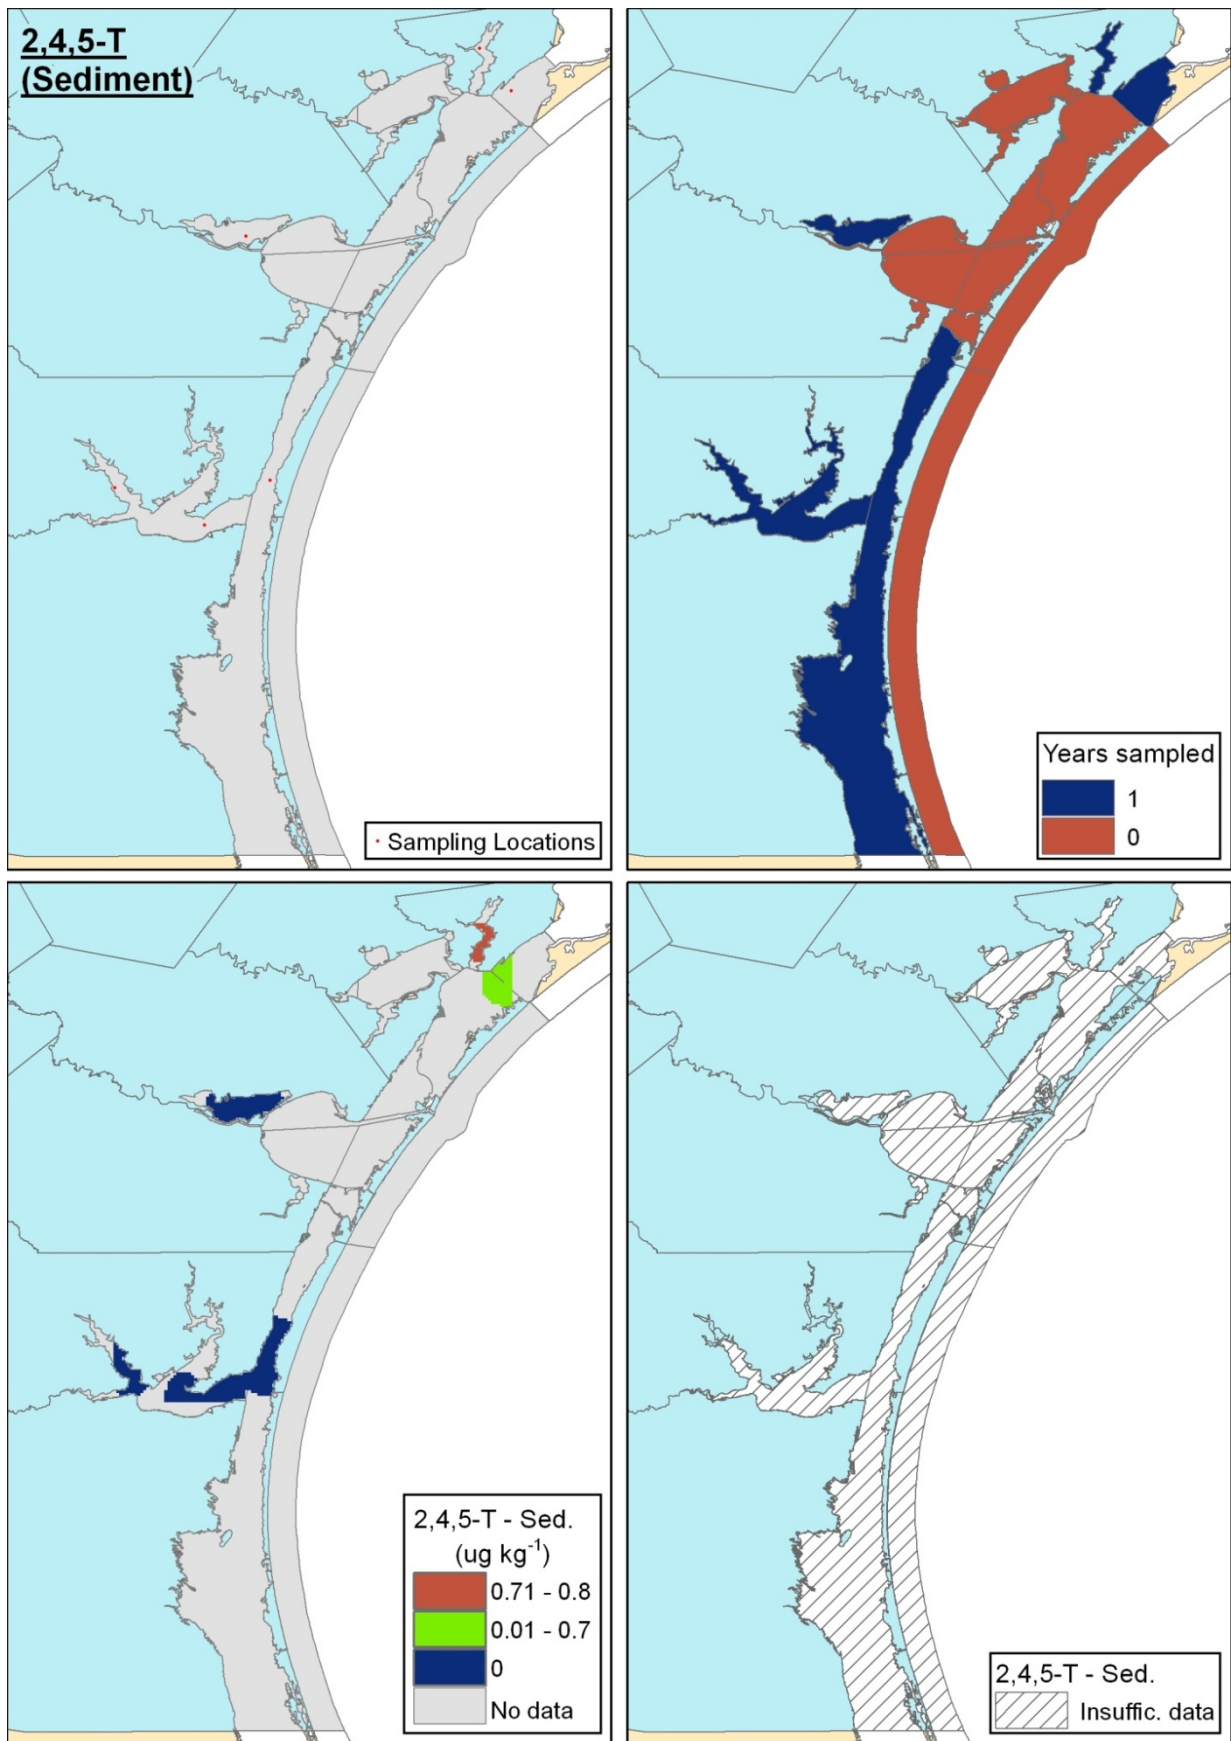 2,4,5-T
(Sediment)
Sampling Locations
Years sampled
1
0
2,4,5-T - Sed.
(ug kg⁻¹)
0.71 - 0.8
0.01 - 0.7
0
No data
2,4,5-T - Sed.
Insuffic. data